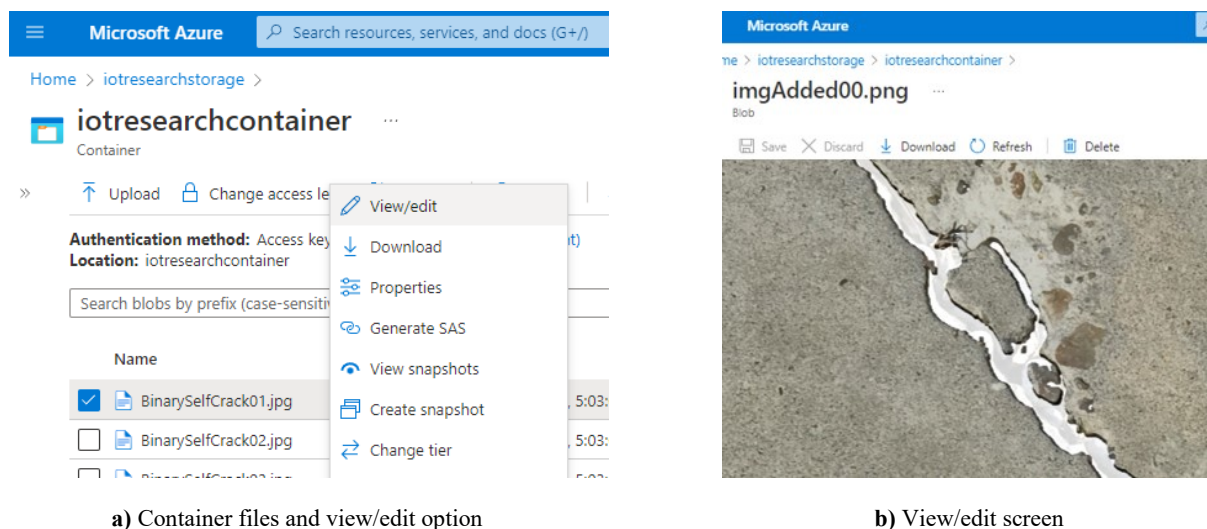 Microsoft Azure
Search resources, services, and docs (G+/)
Home > iotresearchstorage >
iotresearchcontainer ...
Container
Upload
Change access le
Authentication method: Access key
t)
Location: iotresearchcontainer
Search blobs by prefix (case-sensiti
Name
BinarySelfCrack01.jpg
, 5:03:
BinarySelfCrack02.jpg
, 5:03:
View/edit
Download
Properties
Generate SAS
View snapshots
Create snapshot
Change tier
a) Container files and view/edit option
Microsoft Azure
me > iotresearchstorage > iotresearchcontainer >
imgAdded00.png ...
Blob
Save Discard Download Refresh Delete
b) View/edit screen